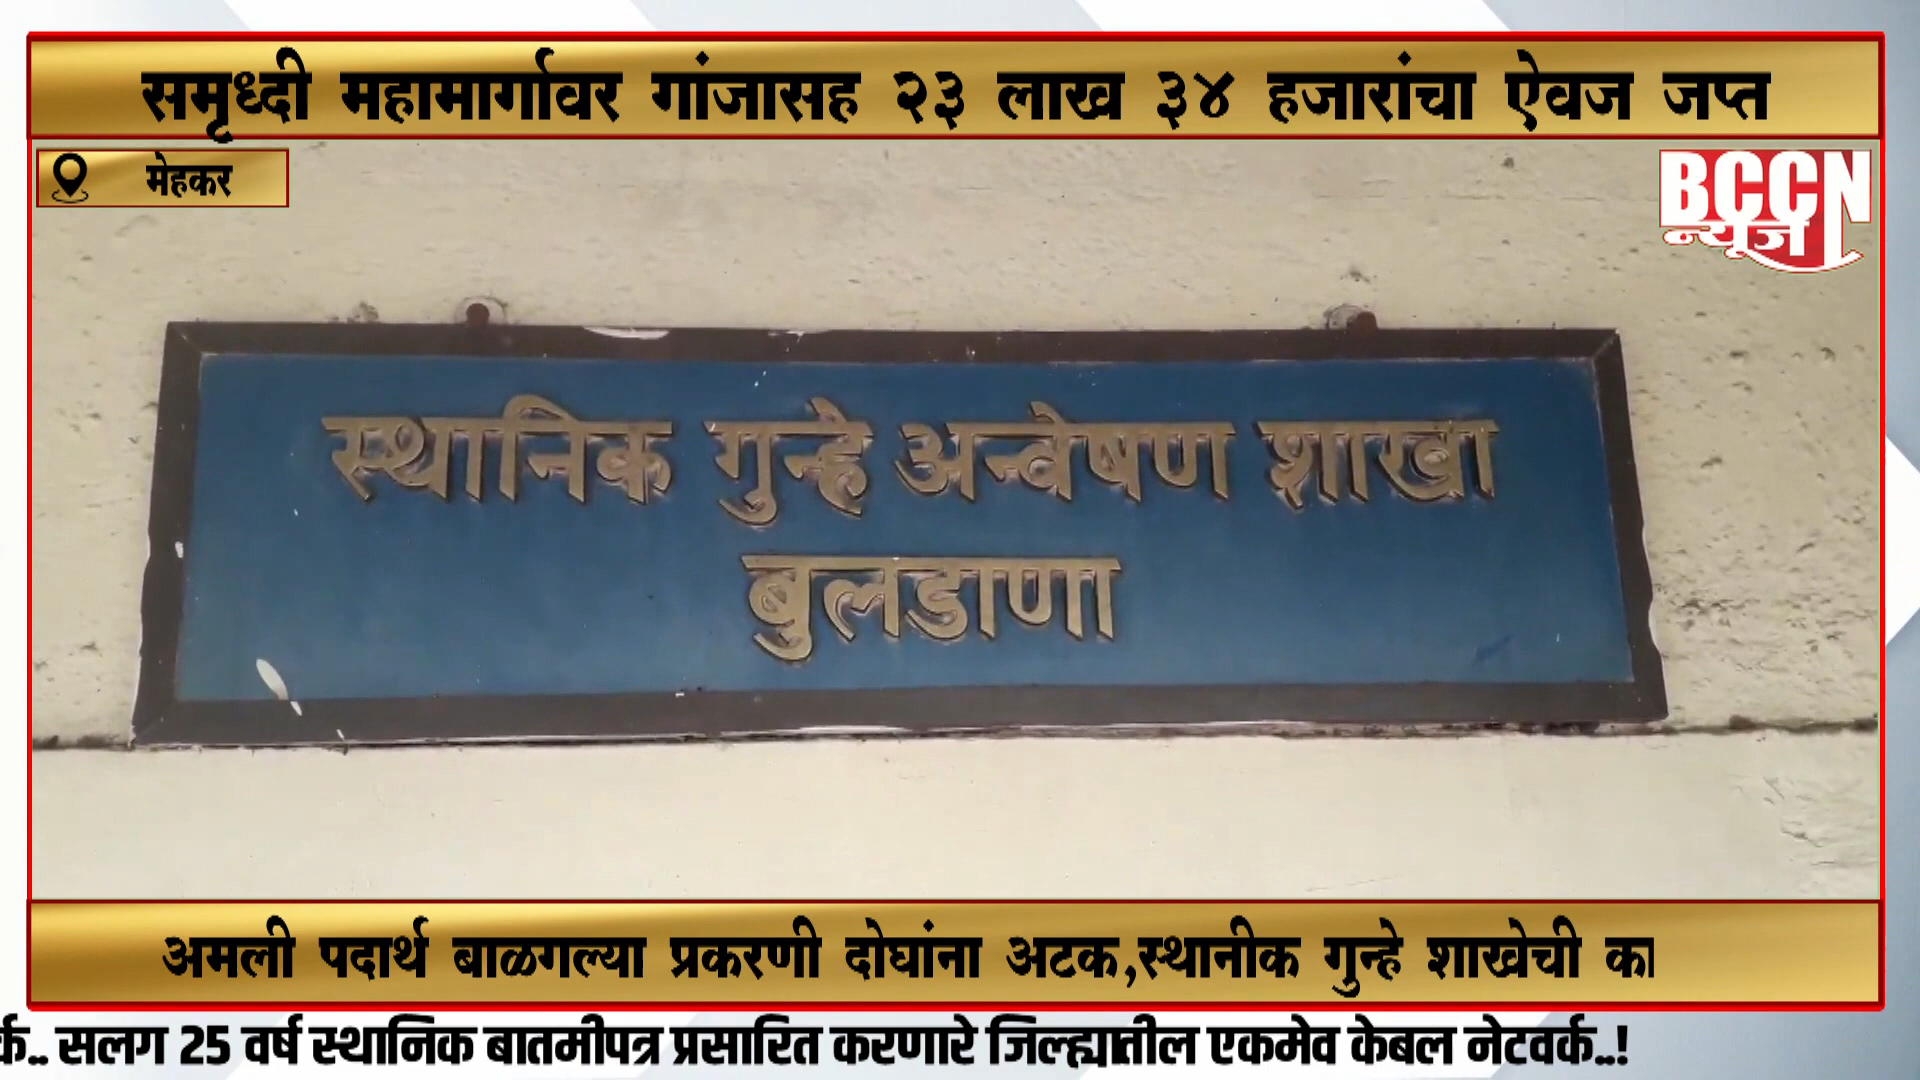 समृध्दी महामार्गावर गांजासह २३ लाख ३४ हजारांचा ऐवज जप्त
मेहकर
BCCN
न्यूज
स्थानिक गुन्हे अन्वेषण शाखा
बुलडाणा
अमली पदार्थ बाळगल्या प्रकरणी दोघांना अटक,स्थानीक गुन्हे शाखेची का
र्क.. सलग 25 वर्ष स्थानिक बातमीपत्र प्रसारित करणारे जिल्ह्यातील एकमेव केबल नेटवर्क..!